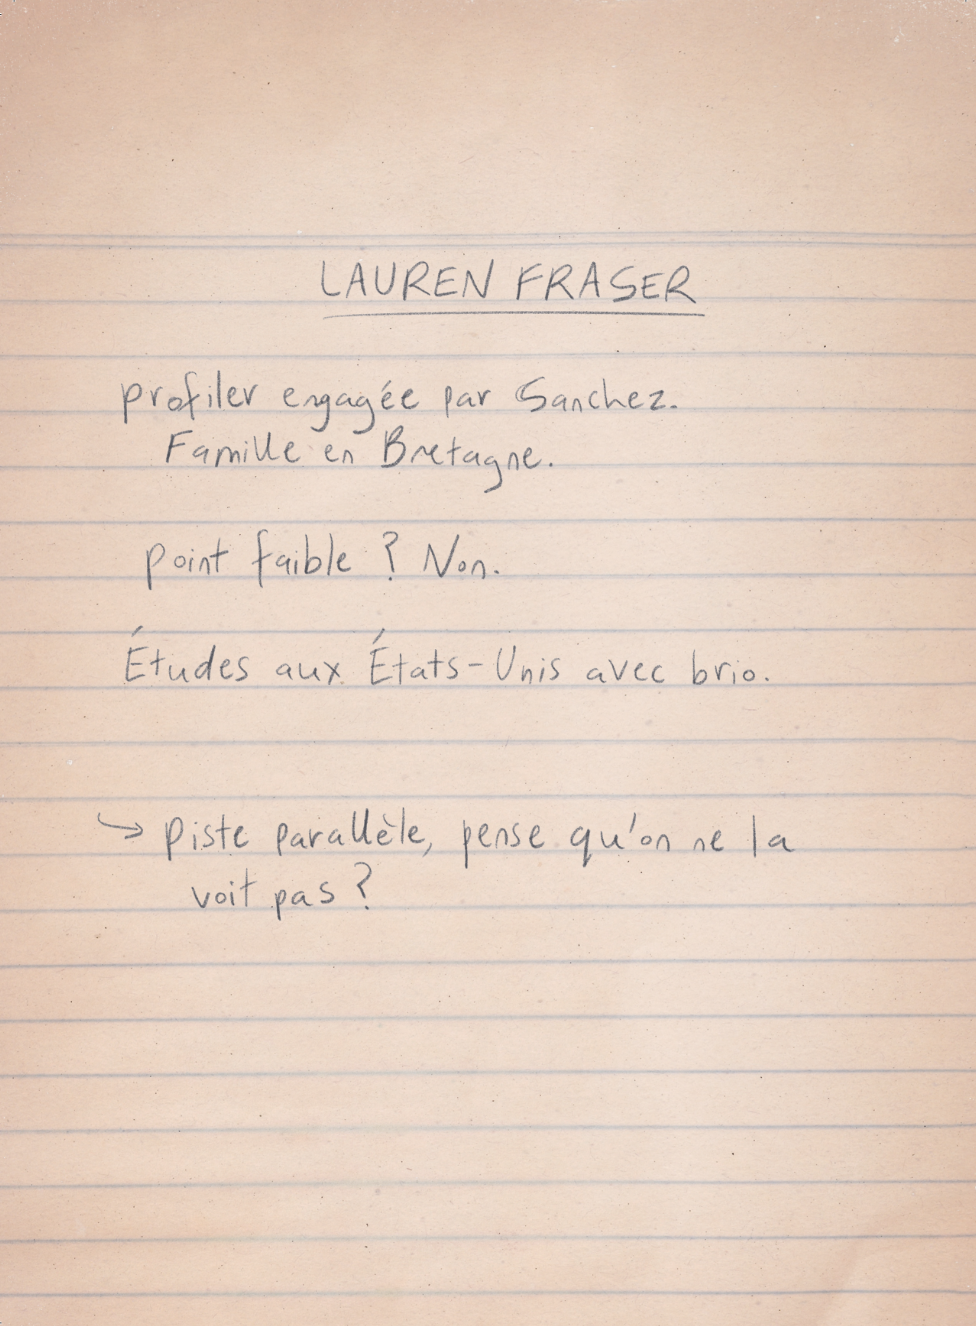 LAUREN FRASER
profiler engagée par Sanchez.
Famille en Bretagne.
point faible ? Non.
Études aux États-Unis avec brio.
→ piste parallèle, pense qu'on ne la
voit pas ?